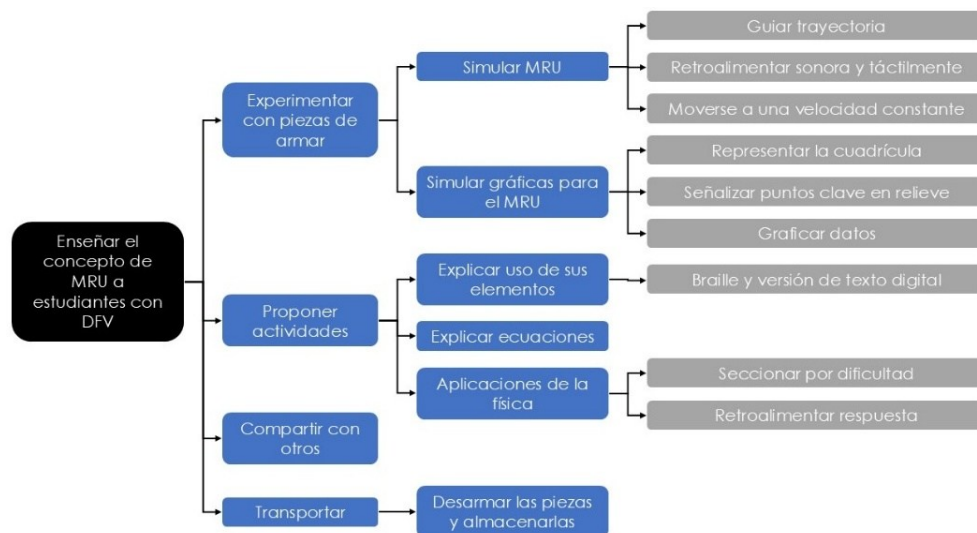 Enseñar el
concepto de
MRU a
estudiantes con
DFV
Experimentar
con piezas de
armar
Simular MRU
Guiar trayectoria
Retroalimentar sonora y táctilmente
Moverse a una velocidad constante
Simular gráficas para
el MRU
Representar la cuadrícula
Señalizar puntos clave en relieve
Graficar datos
Proponer
actividades
Explicar uso de sus
elementos
Braille y versión de texto digital
Explicar ecuaciones
Aplicaciones de la
física
Seccionar por dificultad
Retroalimentar respuesta
Compartir con
otros
Transportar
Desarmar las piezas
y almacenarlas